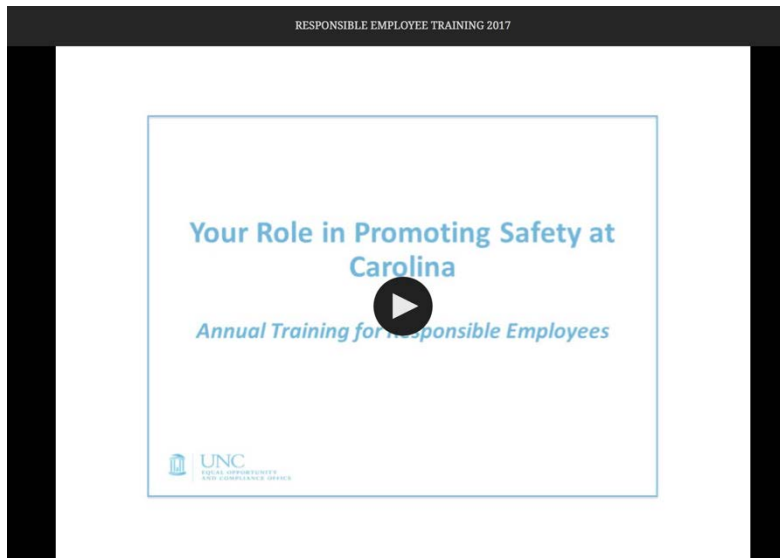 RESPONSIBLE EMPLOYEE TRAINING 2017
Your Role in Promoting Safety at
Carolina
Annual Training for Responsible Employees
UNC
EQUAL OPPORTUNITY
AND COMPLIANCE OFFICE